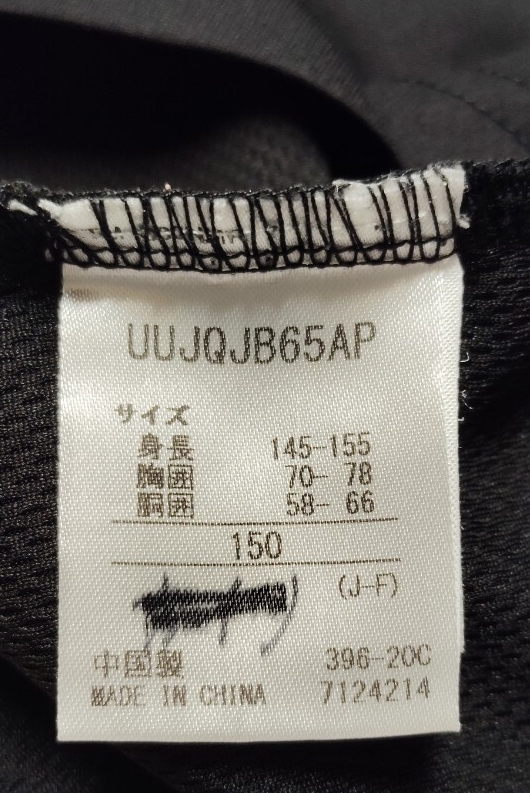 UUJQJB65AP
サイズ
身長 145-155
胸囲 70- 78
胴囲 58- 66
150
(J-F)
中国製 396-20C
MADE IN CHINA 7124214